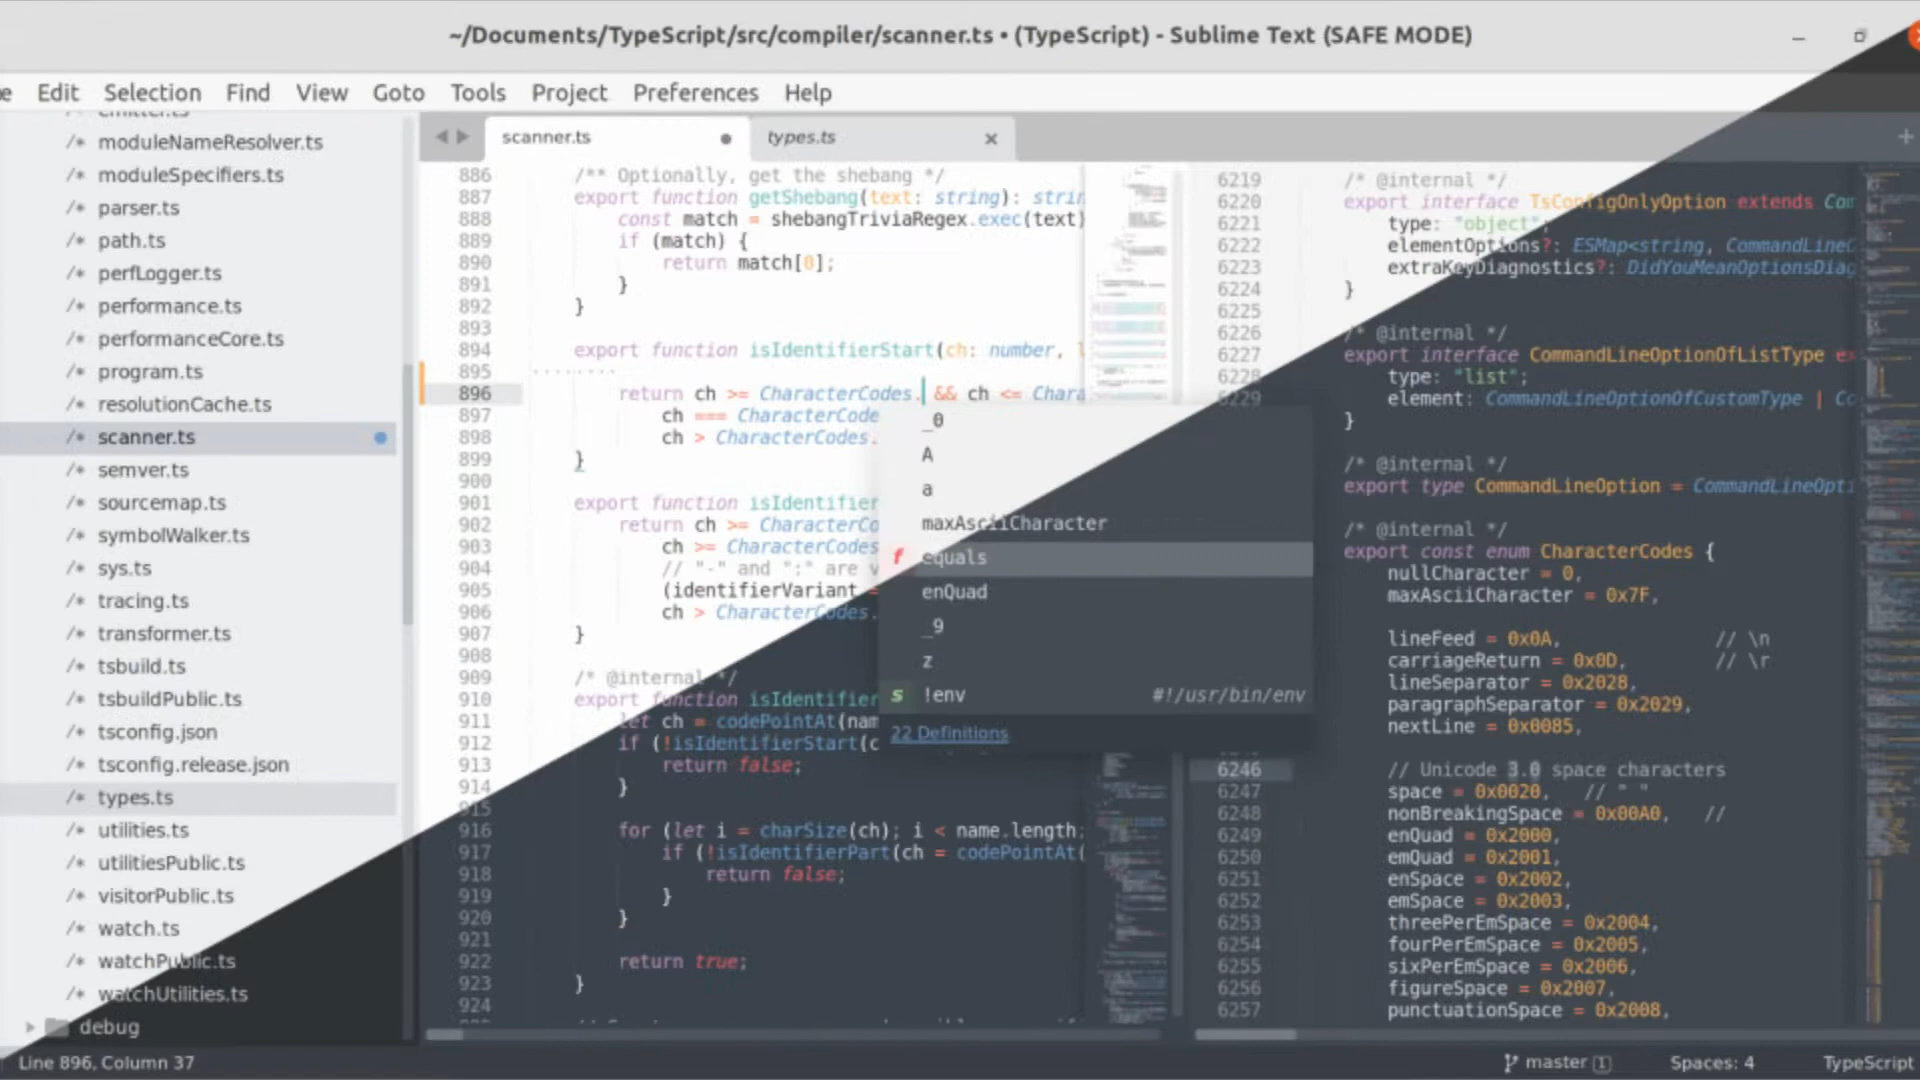 ~/Documents/TypeScript/src/compiler/scanner.ts • (TypeScript) - Sublime Text (SAFE MODE)
e Edit Selection Find View Goto Tools Project Preferences Help
/* moduleNameResolver.ts
/* moduleSpecifiers.ts
/* parser.ts
/* path.ts
/* perfLogger.ts
/* performance.ts
/* performanceCore.ts
/* program.ts
/* resolutionCache.ts
/* scanner.ts
/* semver.ts
/* sourcemap.ts
/* symbolWalker.ts
/* sys.ts
/* tracing.ts
/* transformer.ts
/* tsbuild.ts
/* tsbuildPublic.ts
/* tsconfig.json
/* tsconfig.release.json
/* types.ts
/* utilities.ts
/* utilitiesPublic.ts
/* visitorPublic.ts
/* watch.ts
/* watchPublic.ts
/* watchUtilities.ts
debug
scanner.ts
types.ts
886 /** Optionally, get the shebang */
887 export function getShebang(text: string): strin
888 const match = shebangTriviaRegex.exec(text)
889 if (match) {
890 return match[0];
891 }
892 }
893
894 export function isIdentifierStart(ch: number, l
895
896 return ch >= CharacterCodes. && ch <= Chara
897 ch === CharacterCode
898 ch > CharacterCodes.
899 }
900
901 export function isIdentifier
902 return ch >= CharacterCo
903 ch >= CharacterCodes
904 // "-" and ":" are v
905 (identifierVariant =
906 ch > CharacterCodes.
907 }
908
909 /* @internal */
910 export function isIdentifier
911 let ch = codePointAt(nam
912 if (!isIdentifierStart(c
913 return false;
914 }
915
916 for (let i = charSize(ch); i < name.length;
917 if (!isIdentifierPart(ch = codePointAt(
918 return false;
919 }
920 }
921
922 return true;
923 }
924
_0
A
a
maxAsciiCharacter
f equals
enQuad
_9
z
s !env #!/usr/bin/env
22 Definitions
6219 /* @internal */
6220 export interface TsConfigOnlyOption extends Com
6221 type: "object";
6222 elementOptions?: ESMap<string, CommandLineO
6223 extraKeyDiagnostics?: DidYouMeanOptionsDiag
6224 }
6225
6226 /* @internal */
6227 export interface CommandLineOptionOfListType ex
6228 type: "list";
6229 element: CommandLineOptionOfCustomType | Co
}
/* @internal */
export type CommandLineOption = CommandLineOpti
/* @internal */
export const enum CharacterCodes {
nullCharacter = 0,
maxAsciiCharacter = 0x7F,
lineFeed = 0x0A, // \n
carriageReturn = 0x0D, // \r
lineSeparator = 0x2028,
paragraphSeparator = 0x2029,
nextLine = 0x0085,
6246 // Unicode 3.0 space characters
6247 space = 0x0020, // " "
6248 nonBreakingSpace = 0x00A0, //
6249 enQuad = 0x2000,
6250 emQuad = 0x2001,
6251 enSpace = 0x2002,
6252 emSpace = 0x2003,
6253 threePerEmSpace = 0x2004,
6254 fourPerEmSpace = 0x2005,
6255 sixPerEmSpace = 0x2006,
6256 figureSpace = 0x2007,
6257 punctuationSpace = 0x2008,
Line 896, Column 37
master 1
Spaces: 4
TypeScript